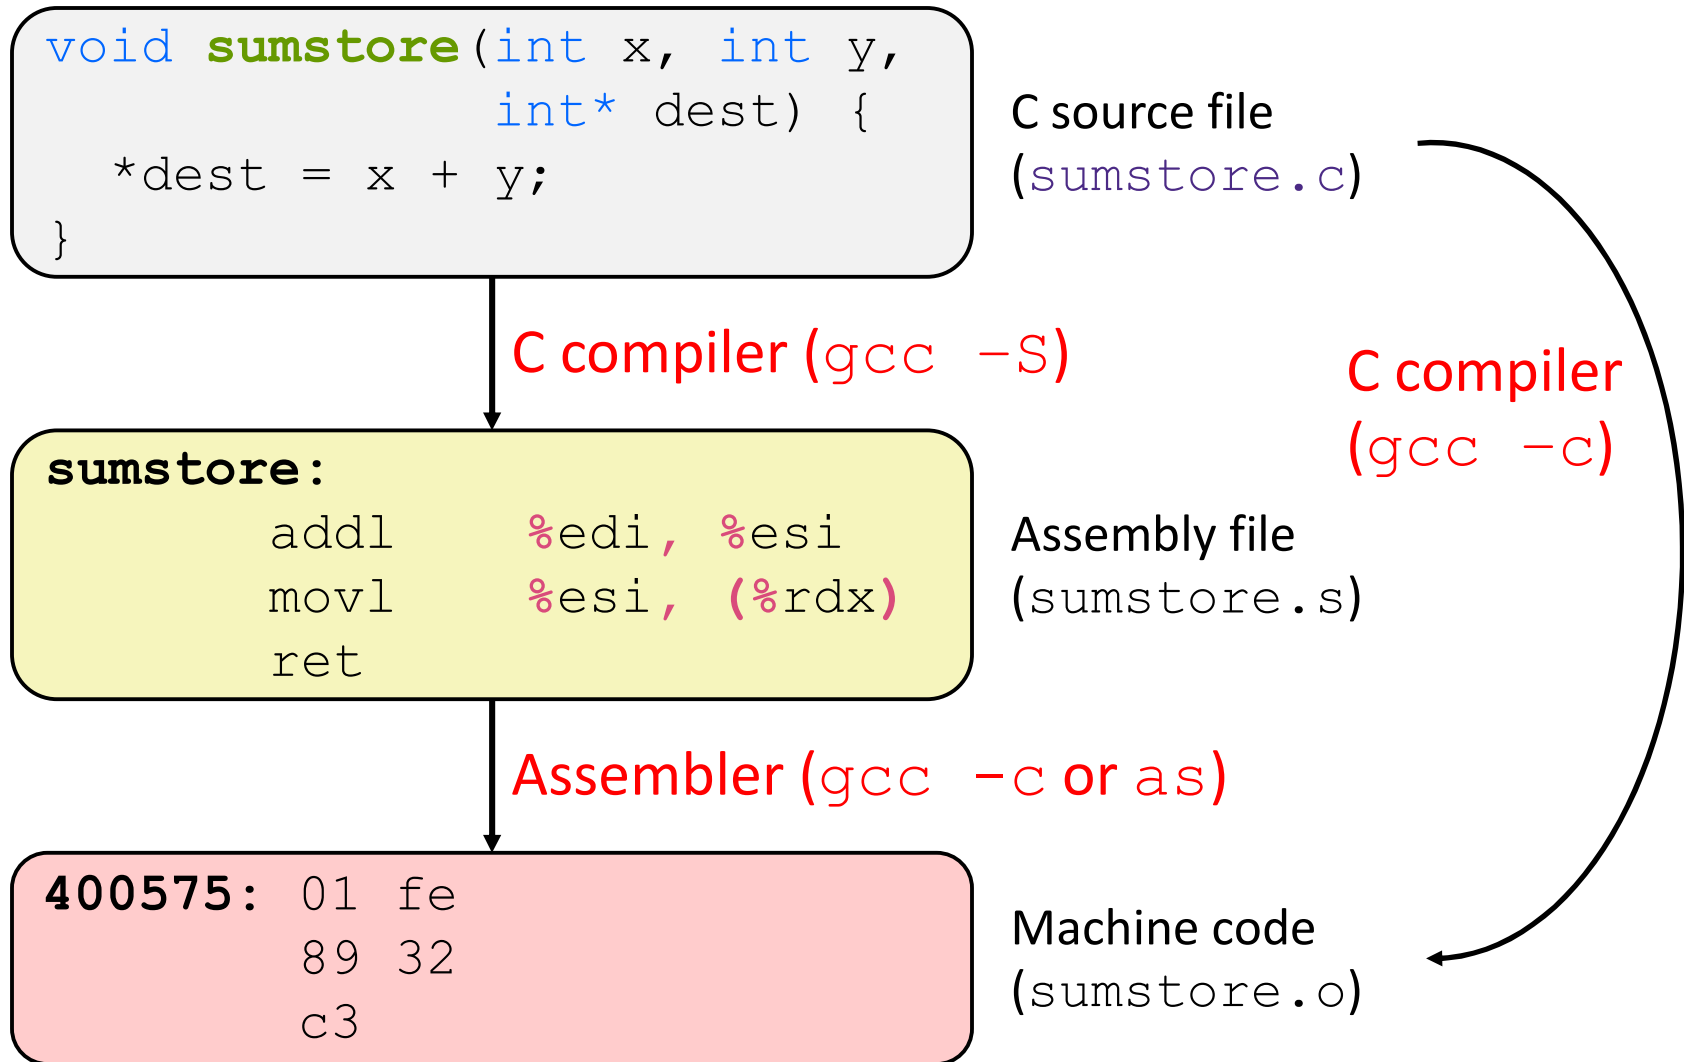 void sumstore(int x, int y,
int* dest) {
*dest = x + y;
}
C source file
(sumstore.c)
C compiler (gcc -S)
C compiler
(gcc -c)
sumstore:
addl %edi, %esi
movl %esi, (%rdx)
ret
Assembly file
(sumstore.s)
Assembler (gcc -c or as)
400575: 01 fe
89 32
c3
Machine code
(sumstore.o)